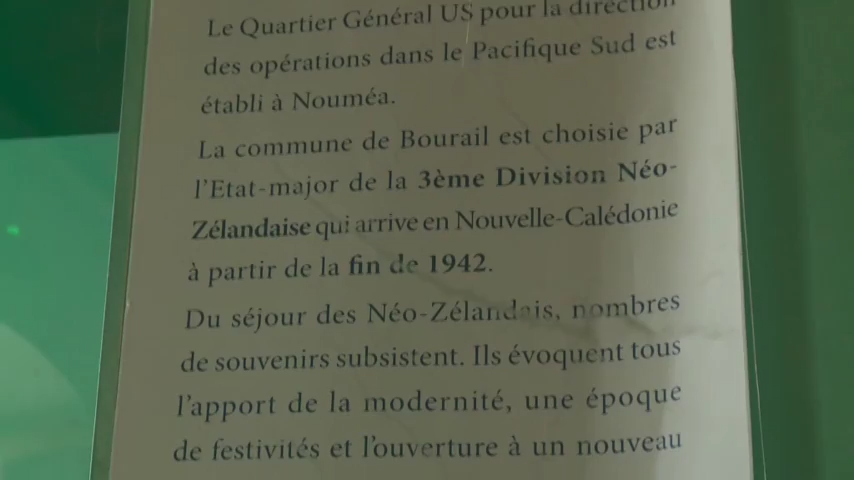 Le Quartier Général US pour la direction
des opérations dans le Pacifique Sud est
établi à Nouméa.
La commune de Bourail est choisie par
l'Etat-major de la 3ème Division Néo-
Zélandaise qui arrive en Nouvelle-Calédonie
à partir de la fin de 1942.
Du séjour des Néo-Zélandais, nombres
de souvenirs subsistent. Ils évoquent tous
l'apport de la modernité, une époque
de festivités et l'ouverture à un nouveau